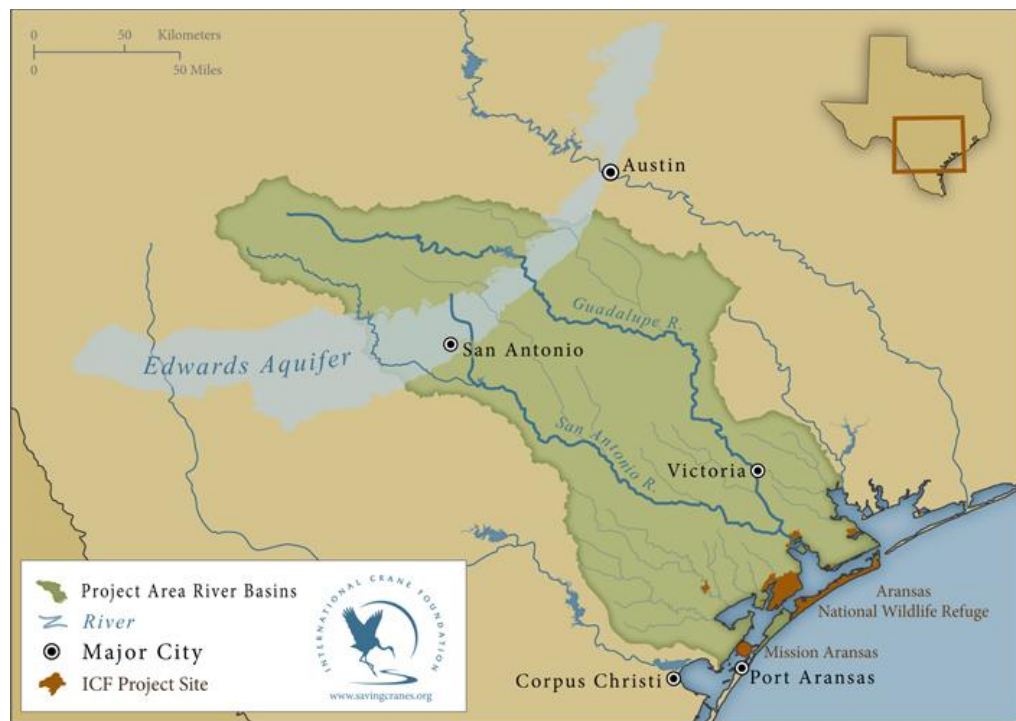 0 50 Kilometers
0 50 Miles
Austin
Guadalupe R.
Edwards Aquifer
San Antonio
San Antonio R.
Victoria
Aransas
National Wildlife Refuge
Mission Aransas
Port Aransas
Corpus Christi
Project Area River Basins
River
Major City
ICF Project Site
INTERNATIONAL CRANE FOUNDATION
www.savingcranes.org